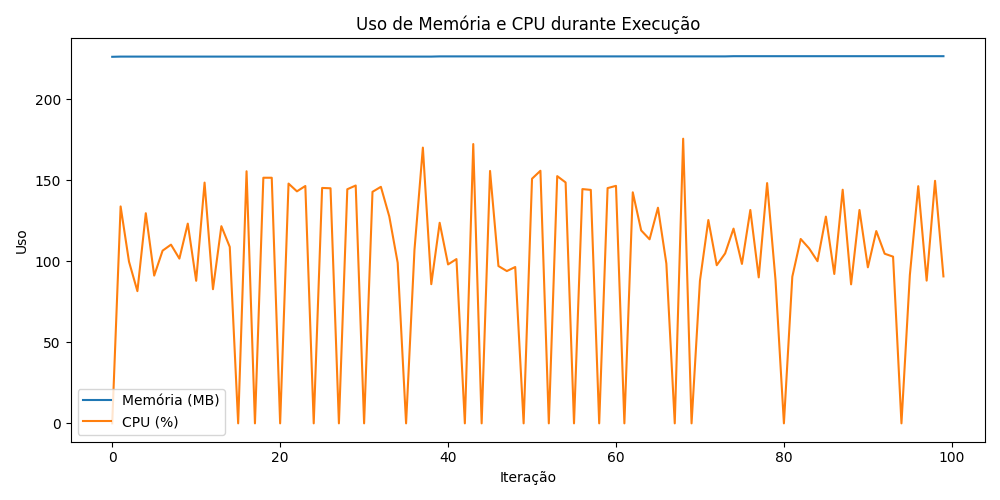 Uso de Memória e CPU durante Execução
Uso
200
150
100
50
0
Memória (MB)
CPU (%)
0 20 40 60 80 100
Iteração